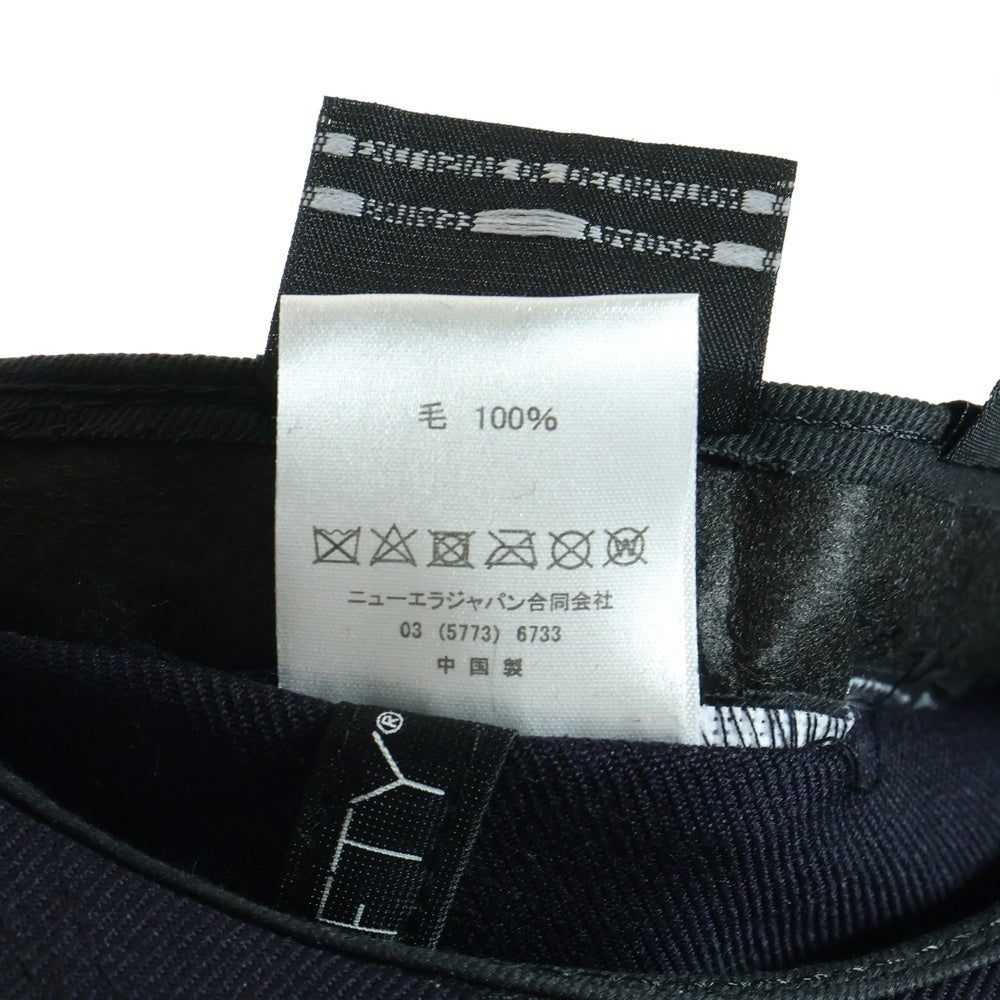 毛 100%
W
ニューエラジャパン合同会社
03 (5773) 6733
中国製
TY®